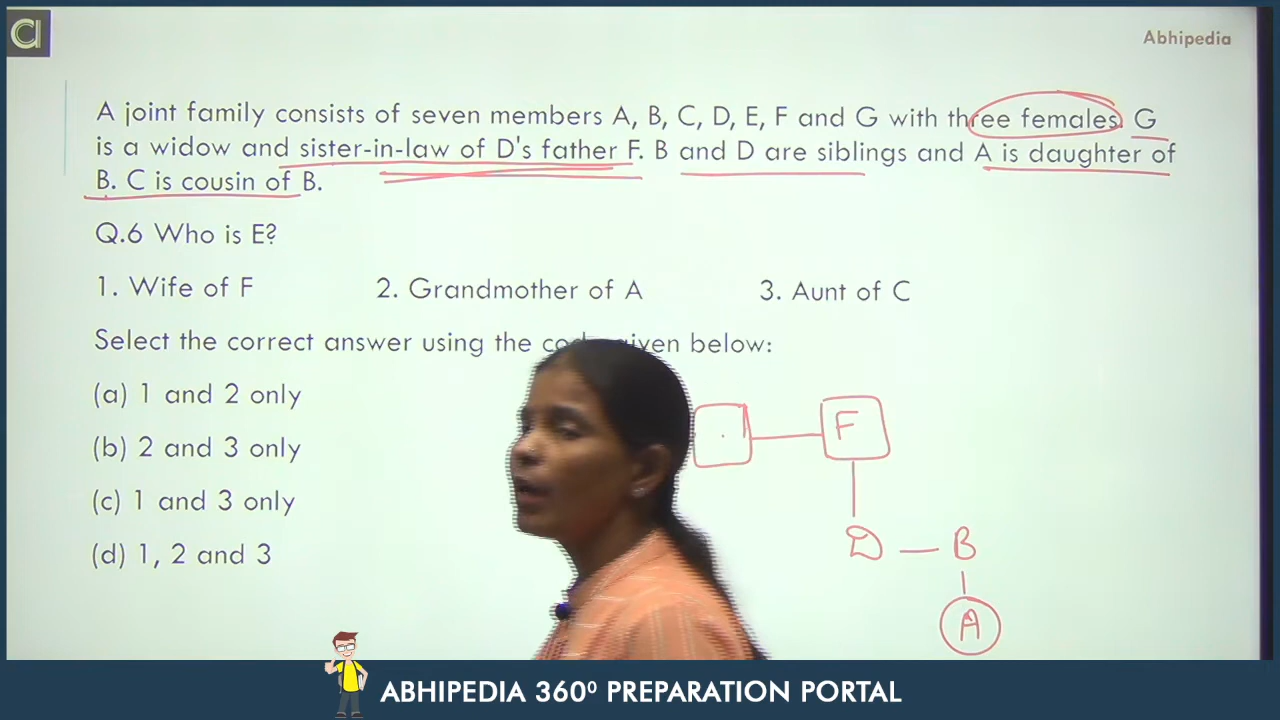 CI
Abhipedia
A joint family consists of seven members A, B, C, D, E, F and G with three females. G
is a widow and sister-in-law of D's father F. B and D are siblings and A is daughter of
B. C is cousin of B.
Q.6 Who is E?
1. Wife of F 2. Grandmother of A 3. Aunt of C
Select the correct answer using the code given below:
(a) 1 and 2 only
(b) 2 and 3 only
(c) 1 and 3 only
(d) 1, 2 and 3
F
D — B
A
ABHIPEDIA 360⁰ PREPARATION PORTAL